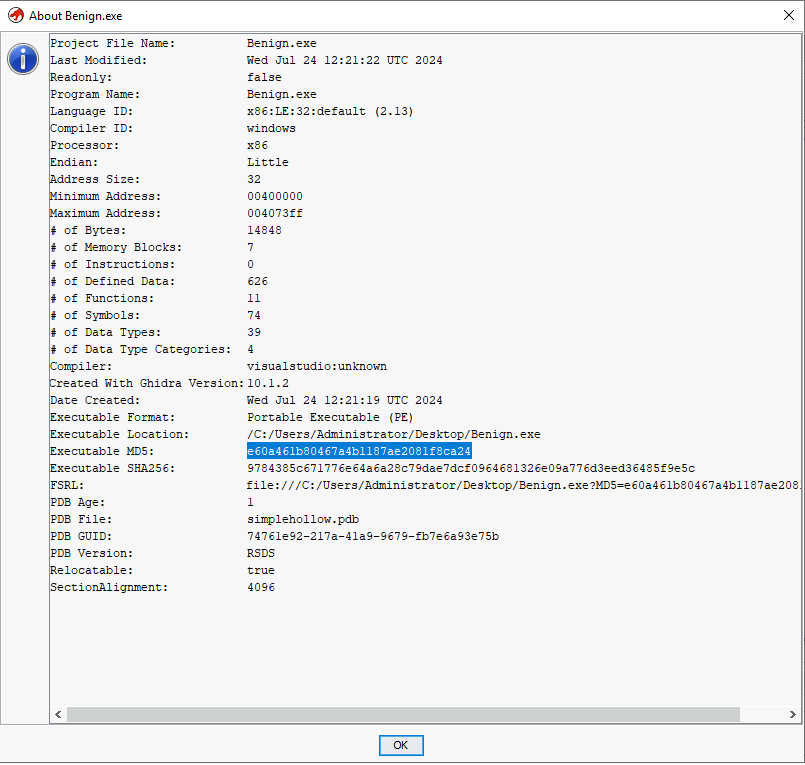 About Benign.exe
Project File Name: Benign.exe
Last Modified: Wed Jul 24 12:21:22 UTC 2024
Readonly: false
Program Name: Benign.exe
Language ID: x86:LE:32:default (2.13)
Compiler ID: windows
Processor: x86
Endian: Little
Address Size: 32
Minimum Address: 00400000
Maximum Address: 004073ff
# of Bytes: 14848
# of Memory Blocks: 7
# of Instructions: 0
# of Defined Data: 626
# of Functions: 11
# of Symbols: 74
# of Data Types: 39
# of Data Type Categories: 4
Compiler: visualstudio:unknown
Created With Ghidra Version: 10.1.2
Date Created: Wed Jul 24 12:21:19 UTC 2024
Executable Format: Portable Executable (PE)
Executable Location: /C:/Users/Administrator/Desktop/Benign.exe
Executable MD5: e60a461b80467a4b1187ae2081f8ca24
Executable SHA256: 9784385c671776e64a6a28c79dae7dcf0964681326e09a776d3eed36485f9e5c
FSRL: file:///C:/Users/Administrator/Desktop/Benign.exe?MD5=e60a461b80467a4b1187ae208
PDB Age: 1
PDB File: simplehollow.pdb
PDB GUID: 74761e92-217a-41a9-9679-fb7e6a93e75b
PDB Version: RSDS
Relocatable: true
SectionAlignment: 4096
OK